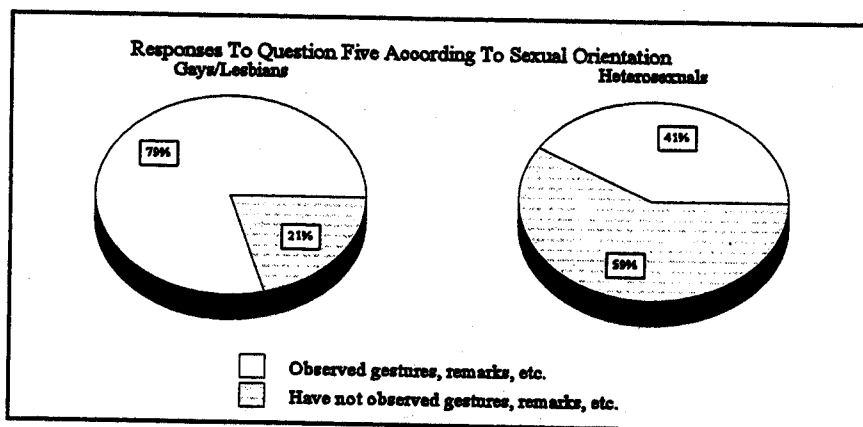 Responses To Question Five According To Sexual Orientation
Gays/Lesbians
Heterosexuals
79%
21%
41%
59%
Observed gestures, remarks, etc.
Have not observed gestures, remarks, etc.